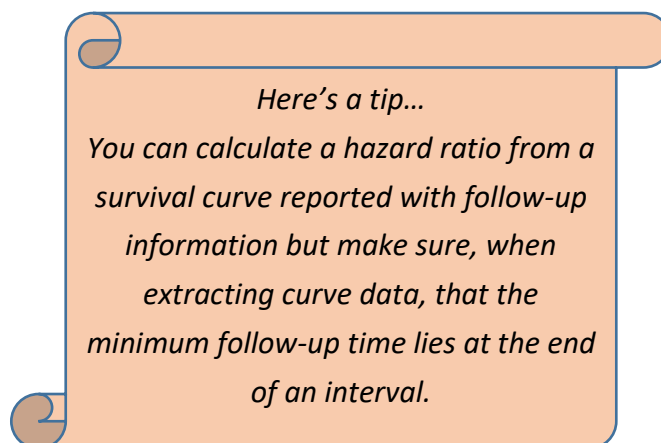 Here’s a tip…
You can calculate a hazard ratio from a
survival curve reported with follow-up
information but make sure, when
extracting curve data, that the
minimum follow-up time lies at the end
of an interval.